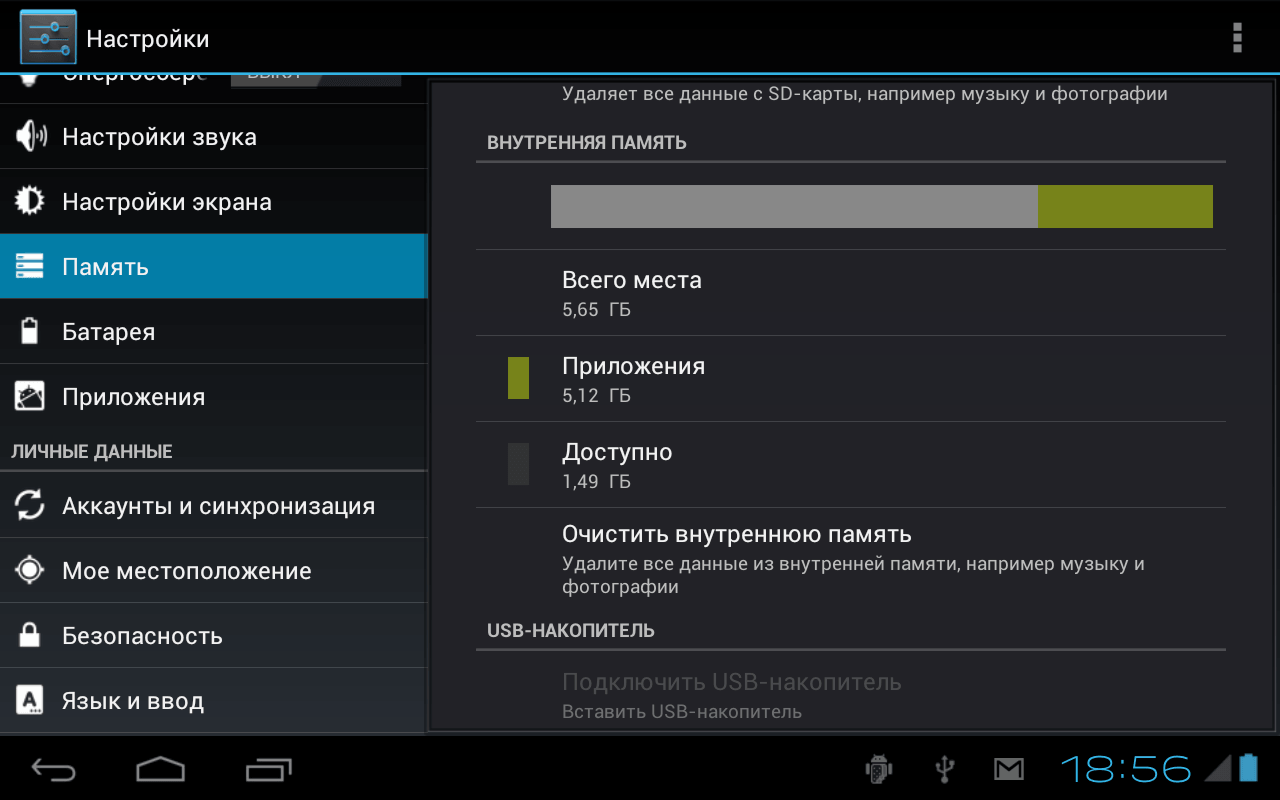 Настройки
Энергосбере
ВЫКЛ
Настройки звука
Настройки экрана
Память
Батарея
Приложения
ЛИЧНЫЕ ДАННЫЕ
Аккаунты и синхронизация
Мое местоположение
Безопасность
Язык и ввод
Удаляет все данные с SD-карты, например музыку и фотографии
ВНУТРЕННЯЯ ПАМЯТЬ
Всего места
5,65 ГБ
Приложения
5,12 ГБ
Доступно
1,49 ГБ
Очистить внутреннюю память
Удалите все данные из внутренней памяти, например музыку и
фотографии
USB-НАКОПИТЕЛЬ
Подключить USB-накопитель
Вставить USB-накопитель
18:56